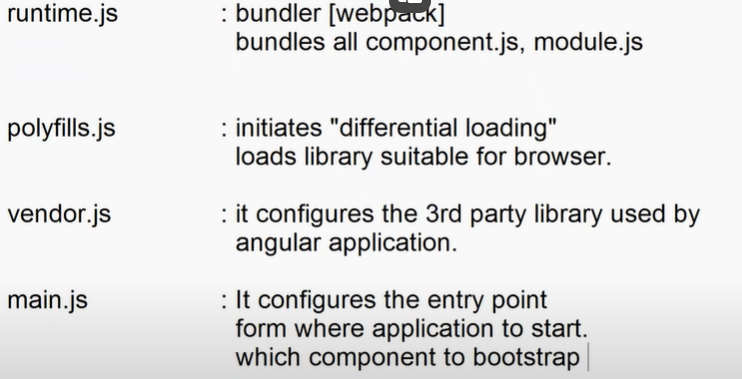 runtime.js : bundler [webpack]
bundles all component.js, module.js
polyfills.js : initiates "differential loading"
loads library suitable for browser.
vendor.js : it configures the 3rd party library used by
angular application.
main.js : It configures the entry point
form where application to start.
which component to bootstrap